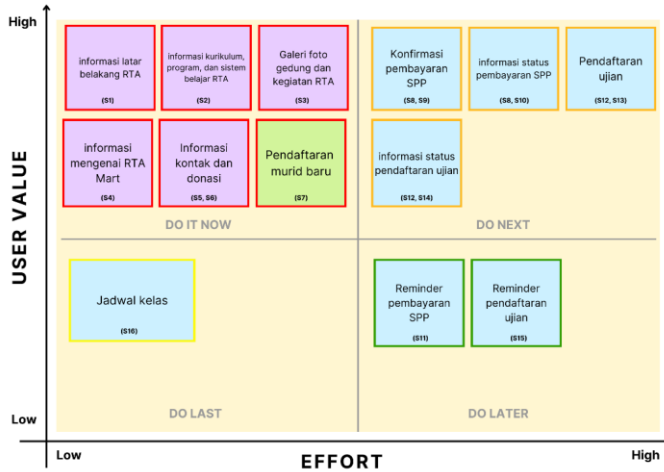 High
informasi latar
belakang RTA
(S1)
informasi kurikulum,
program, dan sistem
belajar RTA
(S2)
Galeri foto
gedung dan
kegiatan RTA
(S3)
Konfirmasi
pembayaran
SPP
(S8, S9)
informasi status
pembayaran SPP
(S8, S10)
Pendaftaran
ujian
(S12, S13)
informasi
mengenai RTA
Mart
(S4)
Informasi
kontak dan
donasi
(S5, S6)
Pendaftaran
murid baru
(S7)
informasi status
pendaftaran ujian
(S12, S14)
DO IT NOW
DO NEXT
USER VALUE
Jadwal kelas
(S16)
Reminder
pembayaran
SPP
(S11)
Reminder
pendaftaran
ujian
(S15)
DO LAST
DO LATER
Low
Low
EFFORT
High